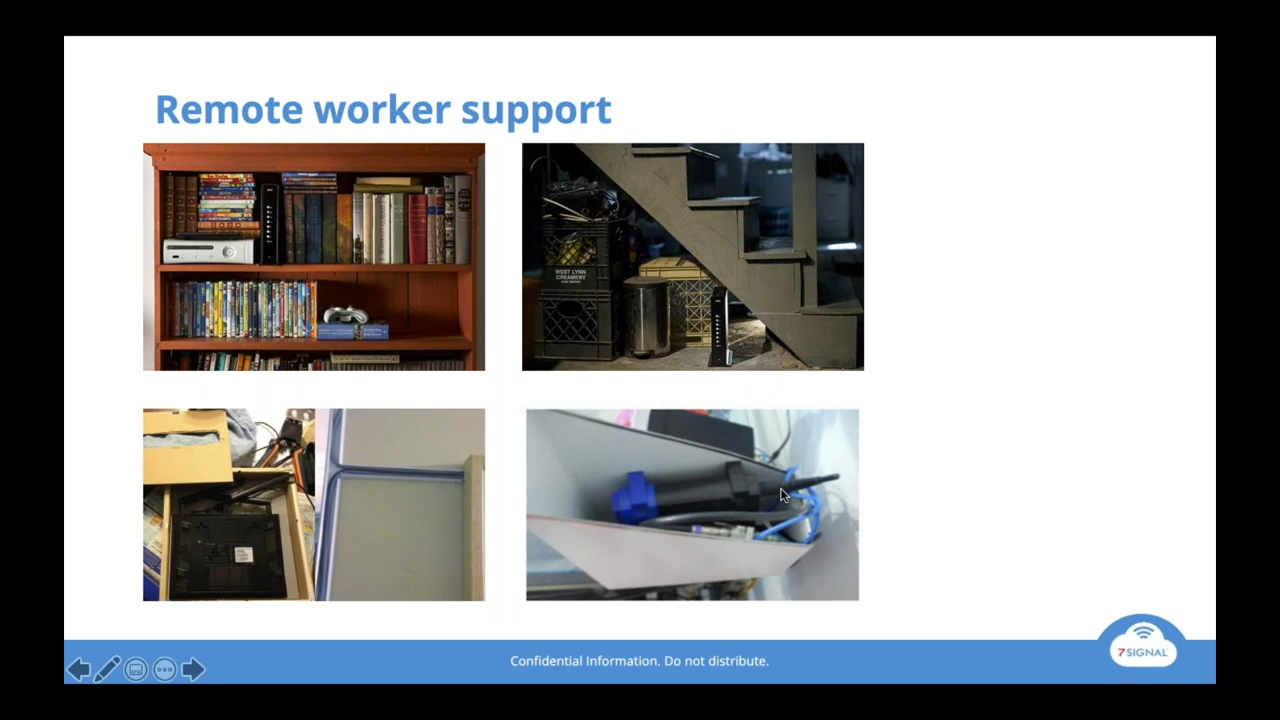 Remote worker support
WEST LYNN
CREAMERY
Confidential Information. Do not distribute.
7SIGNAL